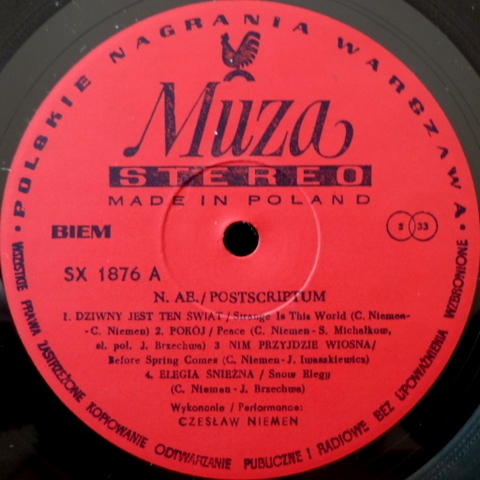 • POLSKIE NAGRANIA WARSZAWA •
Muza
STEREO
MADE IN POLAND
BIEM
2 33
SX 1876 A
N. AE./POSTSCRIPTUM
1. DZIWNY JEST TEN ŚWIAT/Strange Is This World (C. Niemen-
-C. Niemen) 2. POKÓJ/Peace (C. Niemen-S. Michałkow,
sł. pol. J. Brzechwa) 3 NIM PRZYJDZIE WIOSNA/
Before Spring Comes (C. Niemen-J. Iwaszkiewicz)
4. ELEGIA ŚNIEŻNA / Snow Elegy
(C. Niemen-J. Brzechwa)
Wykonanie / Performance:
CZESŁAW NIEMEN
WSZYSTKIE PRAWA ZASTRZEŻONE KOPIOWANIE ODTWARZANIE PUBLICZNE I RADIOWE BEZ UPOWAŻNIENIA WZBRONIONE